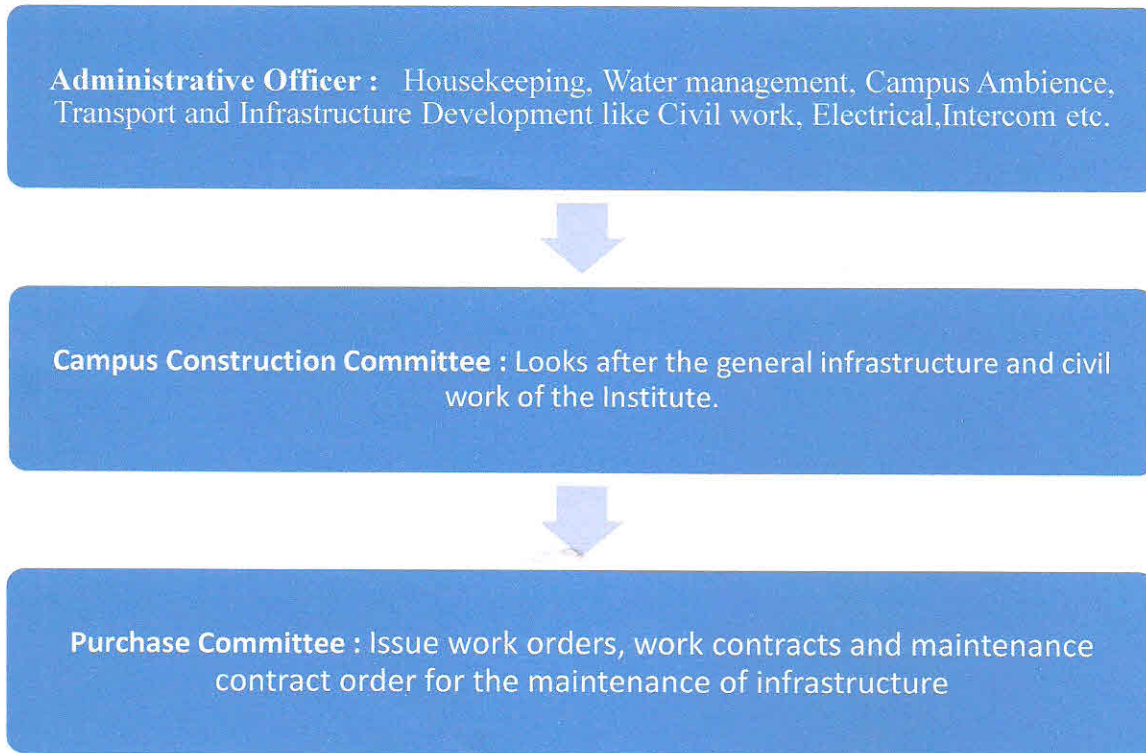 Administrative Officer : Housekeeping, Water management, Campus Ambience,
Transport and Infrastructure Development like Civil work, Electrical,Intercom etc.
Campus Construction Committee : Looks after the general infrastructure and civil
work of the Institute.
Purchase Committee : Issue work orders, work contracts and maintenance
contract order for the maintenance of infrastructure